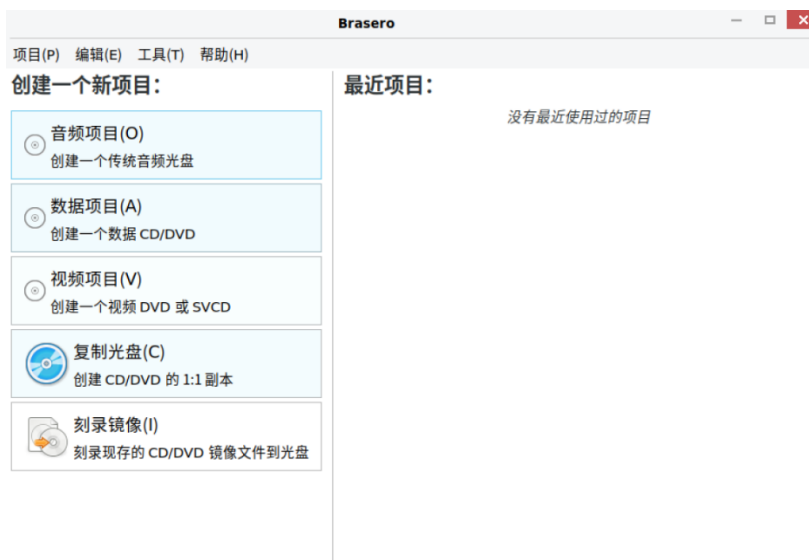 Brasero
项目(P) 编辑(E) 工具(T) 帮助(H)
创建一个新项目：
音频项目(O)
创建一个传统音频光盘
数据项目(A)
创建一个数据 CD/DVD
视频项目(V)
创建一个视频 DVD 或 SVCD
复制光盘(C)
创建 CD/DVD 的 1:1 副本
刻录镜像(I)
刻录现存的 CD/DVD 镜像文件到光盘
最近项目：
没有最近使用过的项目